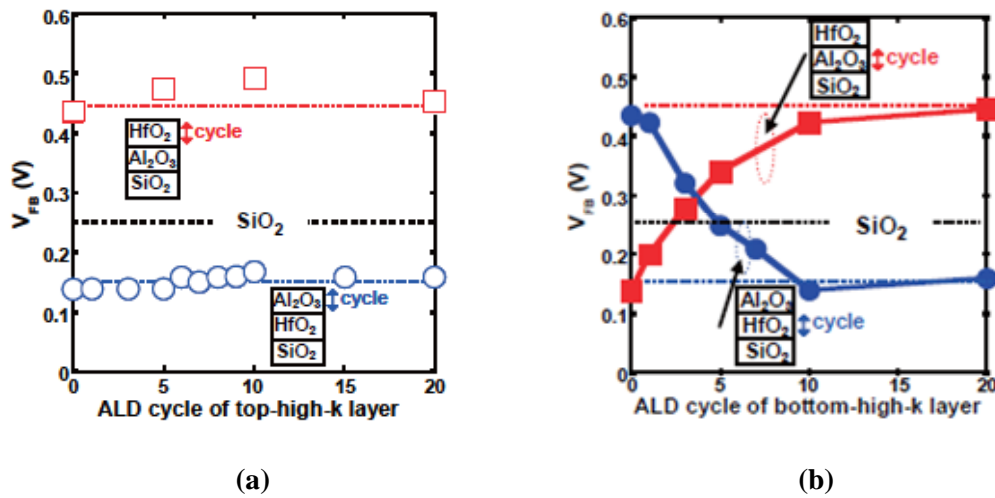 0.6
0.5
0.4
0.3
0.2
0.1
0
V_FB (V)
HfO₂
Al₂O₃
SiO₂
cycle
SiO₂
Al₂O₃
HfO₂
SiO₂
cycle
0 5 10 15 20
ALD cycle of top-high-k layer
(a)
0.6
0.5
0.4
0.3
0.2
0.1
0
V_FB (V)
HfO₂
Al₂O₃
SiO₂
cycle
SiO₂
Al₂O₃
HfO₂
SiO₂
cycle
0 5 10 15 20
ALD cycle of bottom-high-k layer
(b)